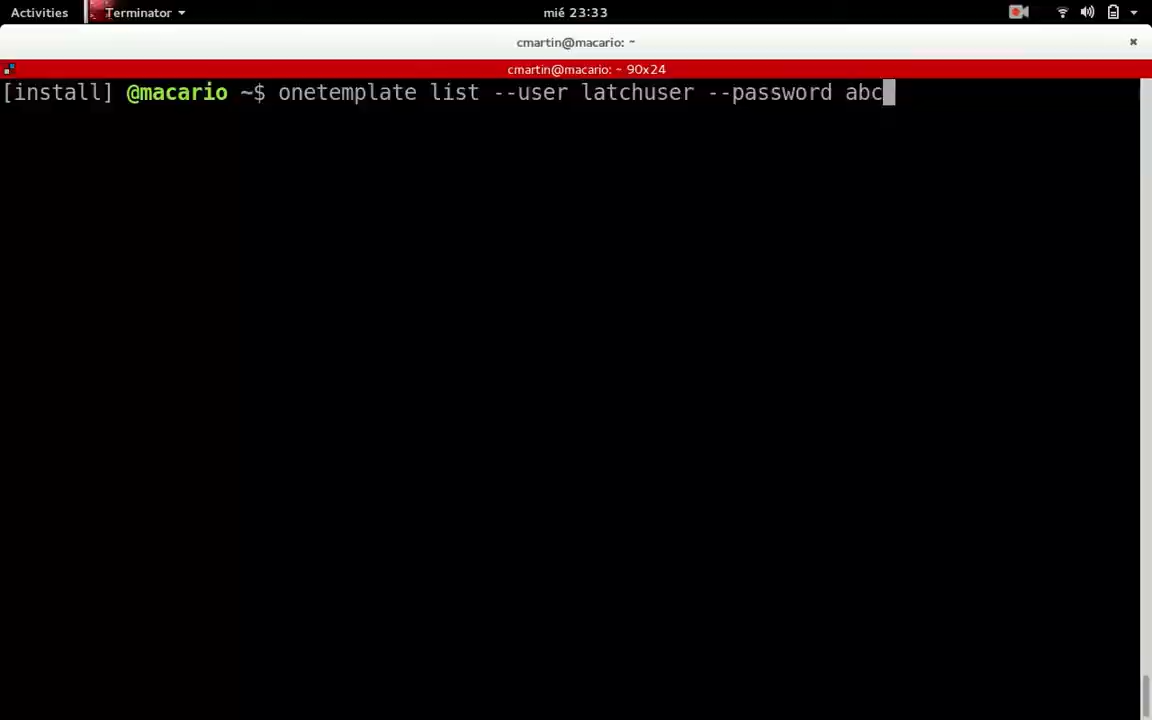 Activities Terminator mié 23:33
cmartin@macario: ~
cmartin@macario: ~ 90x24
[install] @macario ~$ onetemplate list --user latchuser --password abc